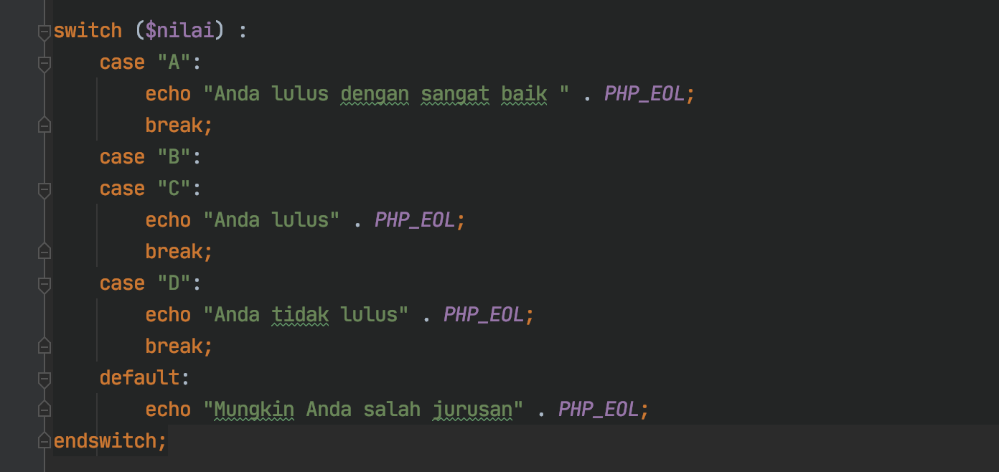 switch ($nilai) :
    case "A":
        echo "Anda lulus dengan sangat baik " . PHP_EOL;
        break;
    case "B":
    case "C":
        echo "Anda lulus" . PHP_EOL;
        break;
    case "D":
        echo "Anda tidak lulus" . PHP_EOL;
        break;
    default:
        echo "Mungkin Anda salah jurusan" . PHP_EOL;
endswitch;